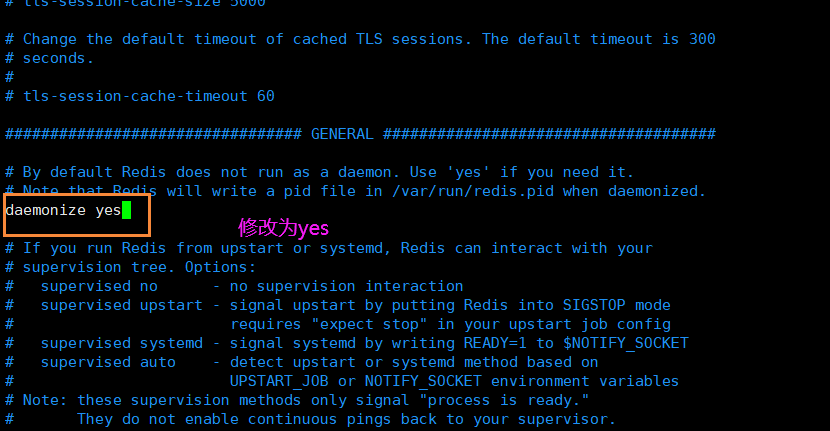 # tls-session-cache-size 5000
# Change the default timeout of cached TLS sessions. The default timeout is 300
# seconds.
#
# tls-session-cache-timeout 60
################################# GENERAL #####################################
# By default Redis does not run as a daemon. Use 'yes' if you need it.
# Note that Redis will write a pid file in /var/run/redis.pid when daemonized.
daemonize yes
修改为yes
# If you run Redis from upstart or systemd, Redis can interact with your
# supervision tree. Options:
#   supervised no      - no supervision interaction
#   supervised upstart - signal upstart by putting Redis into SIGSTOP mode
#                        requires "expect stop" in your upstart job config
#   supervised systemd - signal systemd by writing READY=1 to $NOTIFY_SOCKET
#   supervised auto    - detect upstart or systemd method based on
#                        UPSTART_JOB or NOTIFY_SOCKET environment variables
# Note: these supervision methods only signal "process is ready."
#       They do not enable continuous pings back to your supervisor.